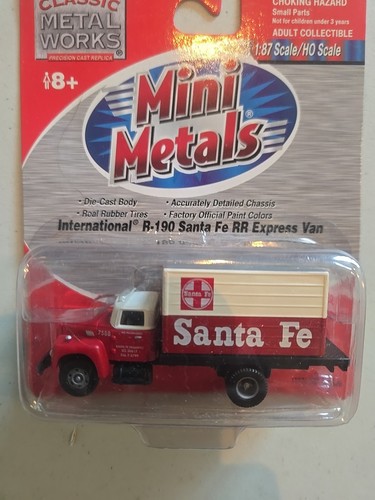 CLASSIC
METAL
WORKS®
PRECISION CAST REPLICA
CHOKING HAZARD
Small Parts
Not for children under 3 years
ADULT COLLECTIBLE
1:87 Scale/HO Scale
8+
Mini
Metals®
• Die-Cast Body • Accurately Detailed Chassis
• Real Rubber Tires • Factory Official Paint Colors
International® R-190 Santa Fe RR Express Van
Santa Fe
Santa Fe